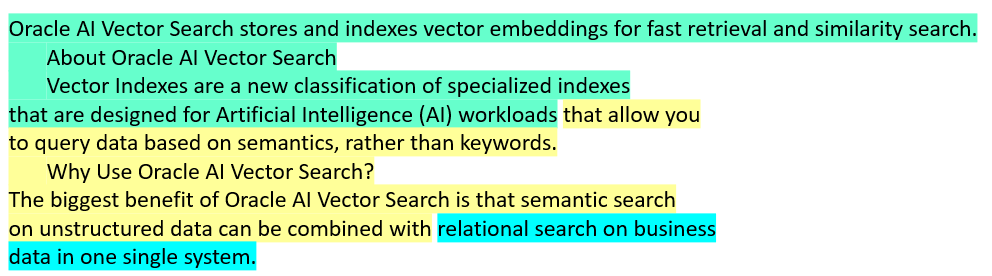 Oracle AI Vector Search stores and indexes vector embeddings for fast retrieval and similarity search.
About Oracle AI Vector Search
Vector Indexes are a new classification of specialized indexes
that are designed for Artificial Intelligence (AI) workloads that allow you
to query data based on semantics, rather than keywords.
Why Use Oracle AI Vector Search?
The biggest benefit of Oracle AI Vector Search is that semantic search
on unstructured data can be combined with relational search on business
data in one single system.